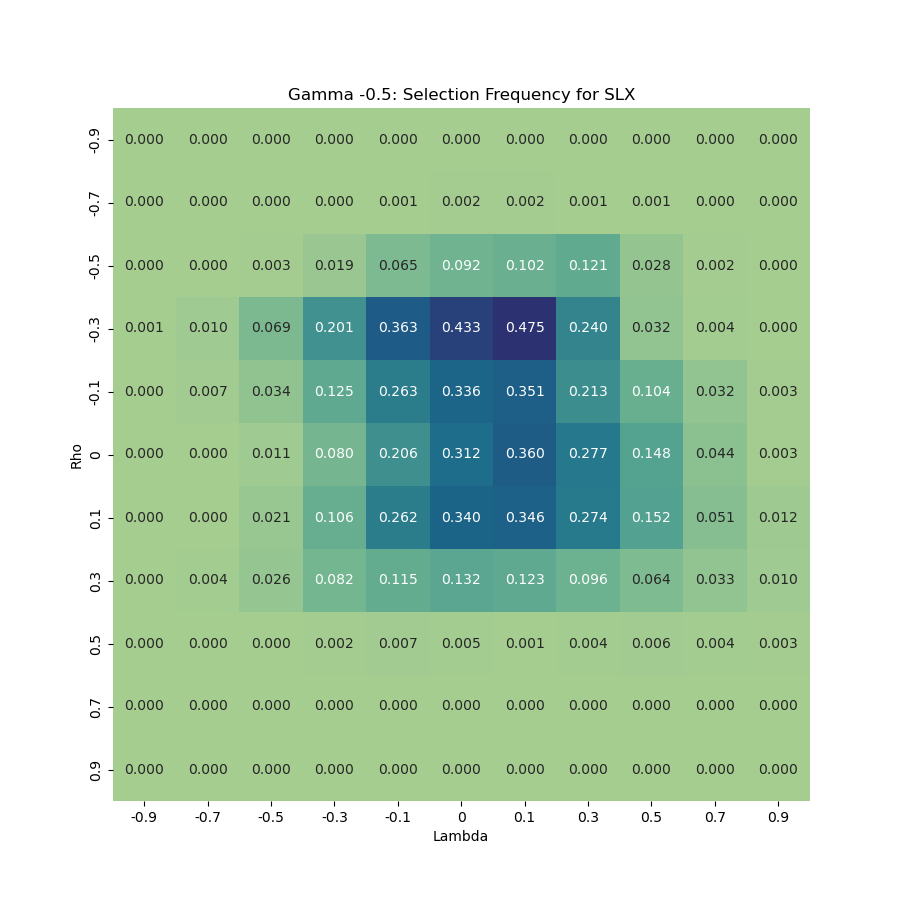 Gamma -0.5: Selection Frequency for SLX
-0.9 0.000 0.000 0.000 0.000 0.000 0.000 0.000 0.000 0.000 0.000 0.000
-0.7 0.000 0.000 0.000 0.000 0.001 0.002 0.002 0.001 0.001 0.000 0.000
-0.5 0.000 0.000 0.003 0.019 0.065 0.092 0.102 0.121 0.028 0.002 0.000
-0.3 0.001 0.010 0.069 0.201 0.363 0.433 0.475 0.240 0.032 0.004 0.000
-0.1 0.000 0.007 0.034 0.125 0.263 0.336 0.351 0.213 0.104 0.032 0.003
Rho
0 0.000 0.000 0.011 0.080 0.206 0.312 0.360 0.277 0.148 0.044 0.003
0.1 0.000 0.000 0.021 0.106 0.262 0.340 0.346 0.274 0.152 0.051 0.012
0.3 0.000 0.004 0.026 0.082 0.115 0.132 0.123 0.096 0.064 0.033 0.010
0.5 0.000 0.000 0.000 0.002 0.007 0.005 0.001 0.004 0.006 0.004 0.003
0.7 0.000 0.000 0.000 0.000 0.000 0.000 0.000 0.000 0.000 0.000 0.000
0.9 0.000 0.000 0.000 0.000 0.000 0.000 0.000 0.000 0.000 0.000 0.000
-0.9 -0.7 -0.5 -0.3 -0.1 0 0.1 0.3 0.5 0.7 0.9
Lambda